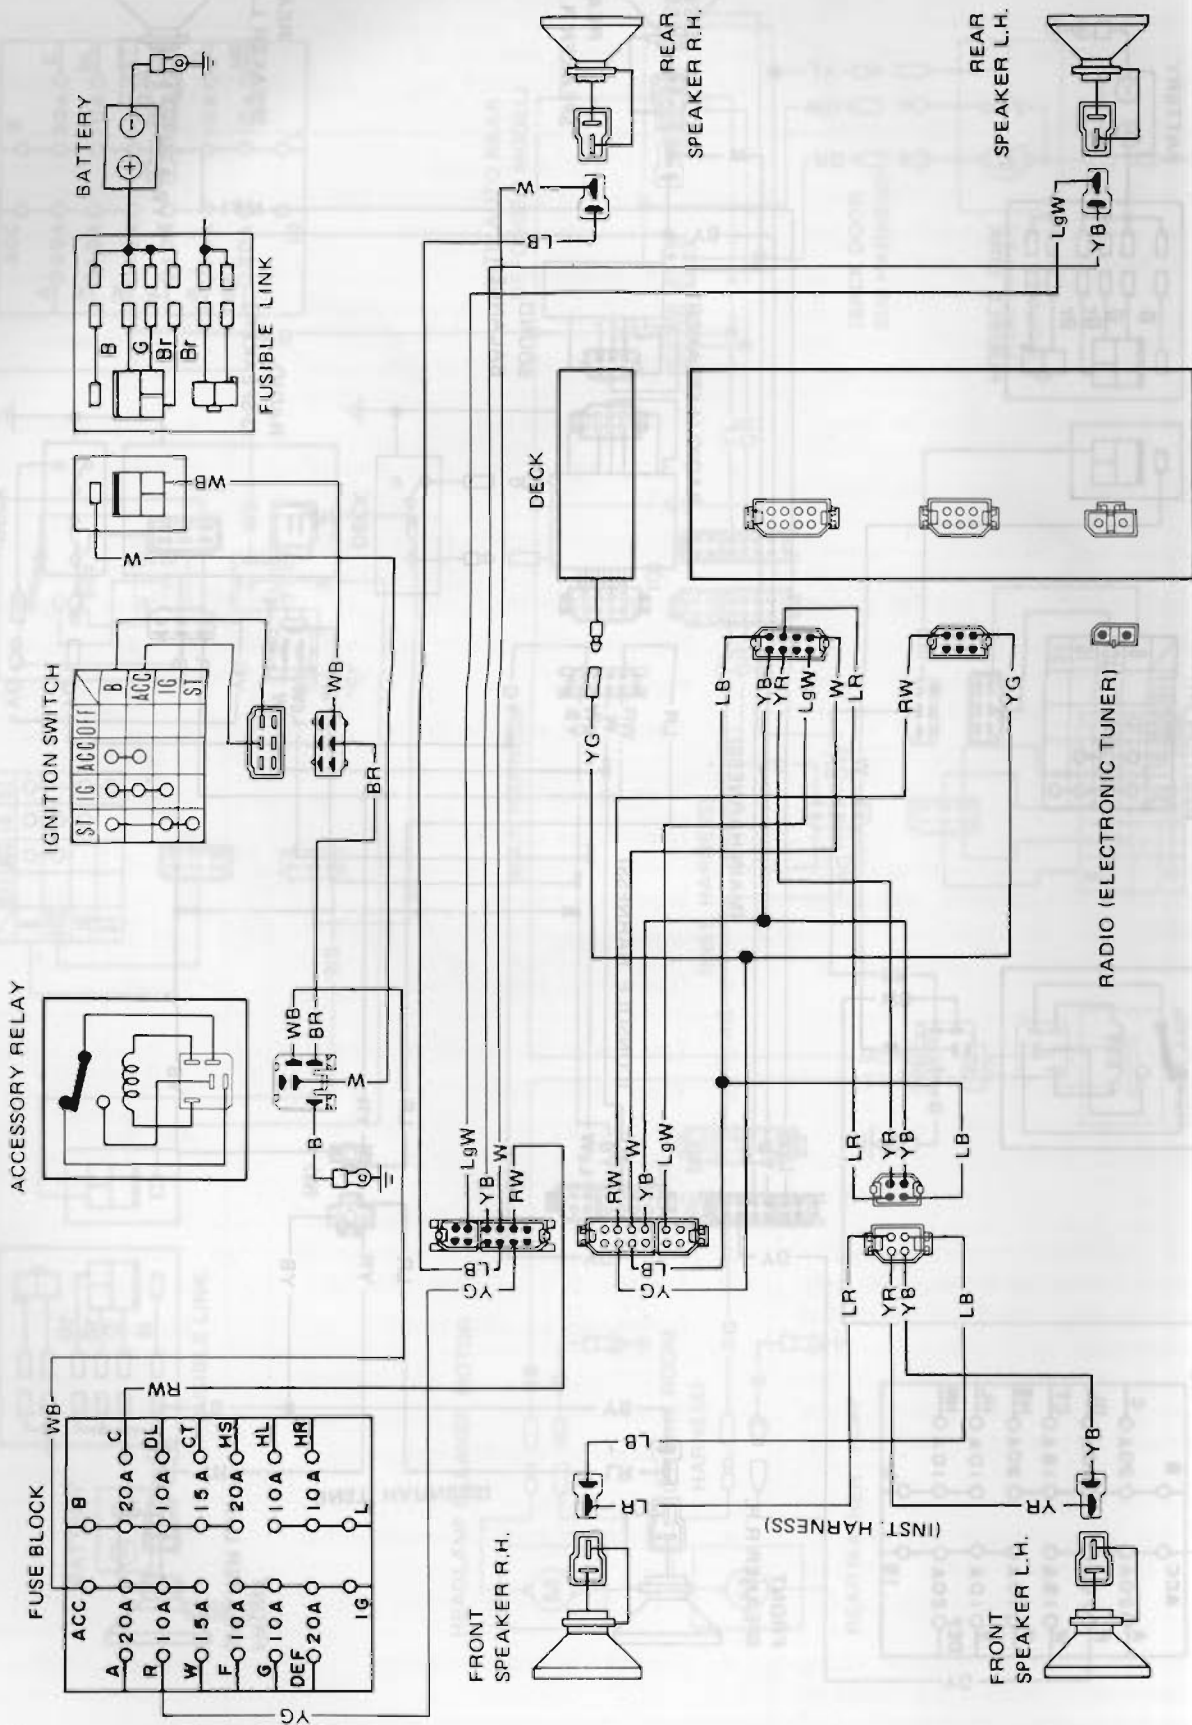 BATTERY
REAR
SPEAKER R.H.
REAR
SPEAKER L.H.
W
LB
LgW
YB
B
G
Br
Br
FUSIBLE LINK
WB
W
DECK
IGNITION SWITCH
OFF
ACC
IG
ST
B
ACC
IG
ST
WB
BR
YG
LB
YB
YR
LgW
W
LR
RW
YG
RADIO (ELECTRONIC TUNER)
ACCESSORY RELAY
WB
BR
W
B
LgW
YB
W
RW
LB
YG
RW
W
YB
LgW
LB
YG
LR
YR
YB
LB
LR
YR
YB
LB
FUSE BLOCK
WB
RW
ACC
B
A 20A
20A C
R 10A
10A DL
W 15A
15A CT
F 10A
20A HS
G 10A
10A HL
DEF 20A
10A HR
IG
L
YG
LB
LR
(INST. HARNESS)
YB
YR
FRONT
SPEAKER R.H.
FRONT
SPEAKER L.H.